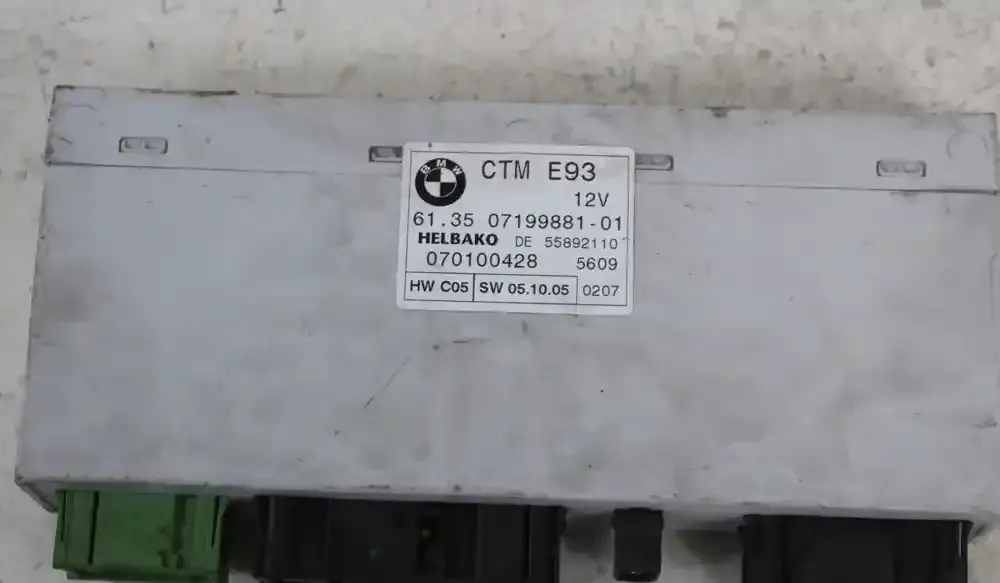 BMW
CTM E93
12V
61.35 07199881-01
HELBAKO DE 55892110
070100428 5609
HW C05 SW 05.10.05 0207